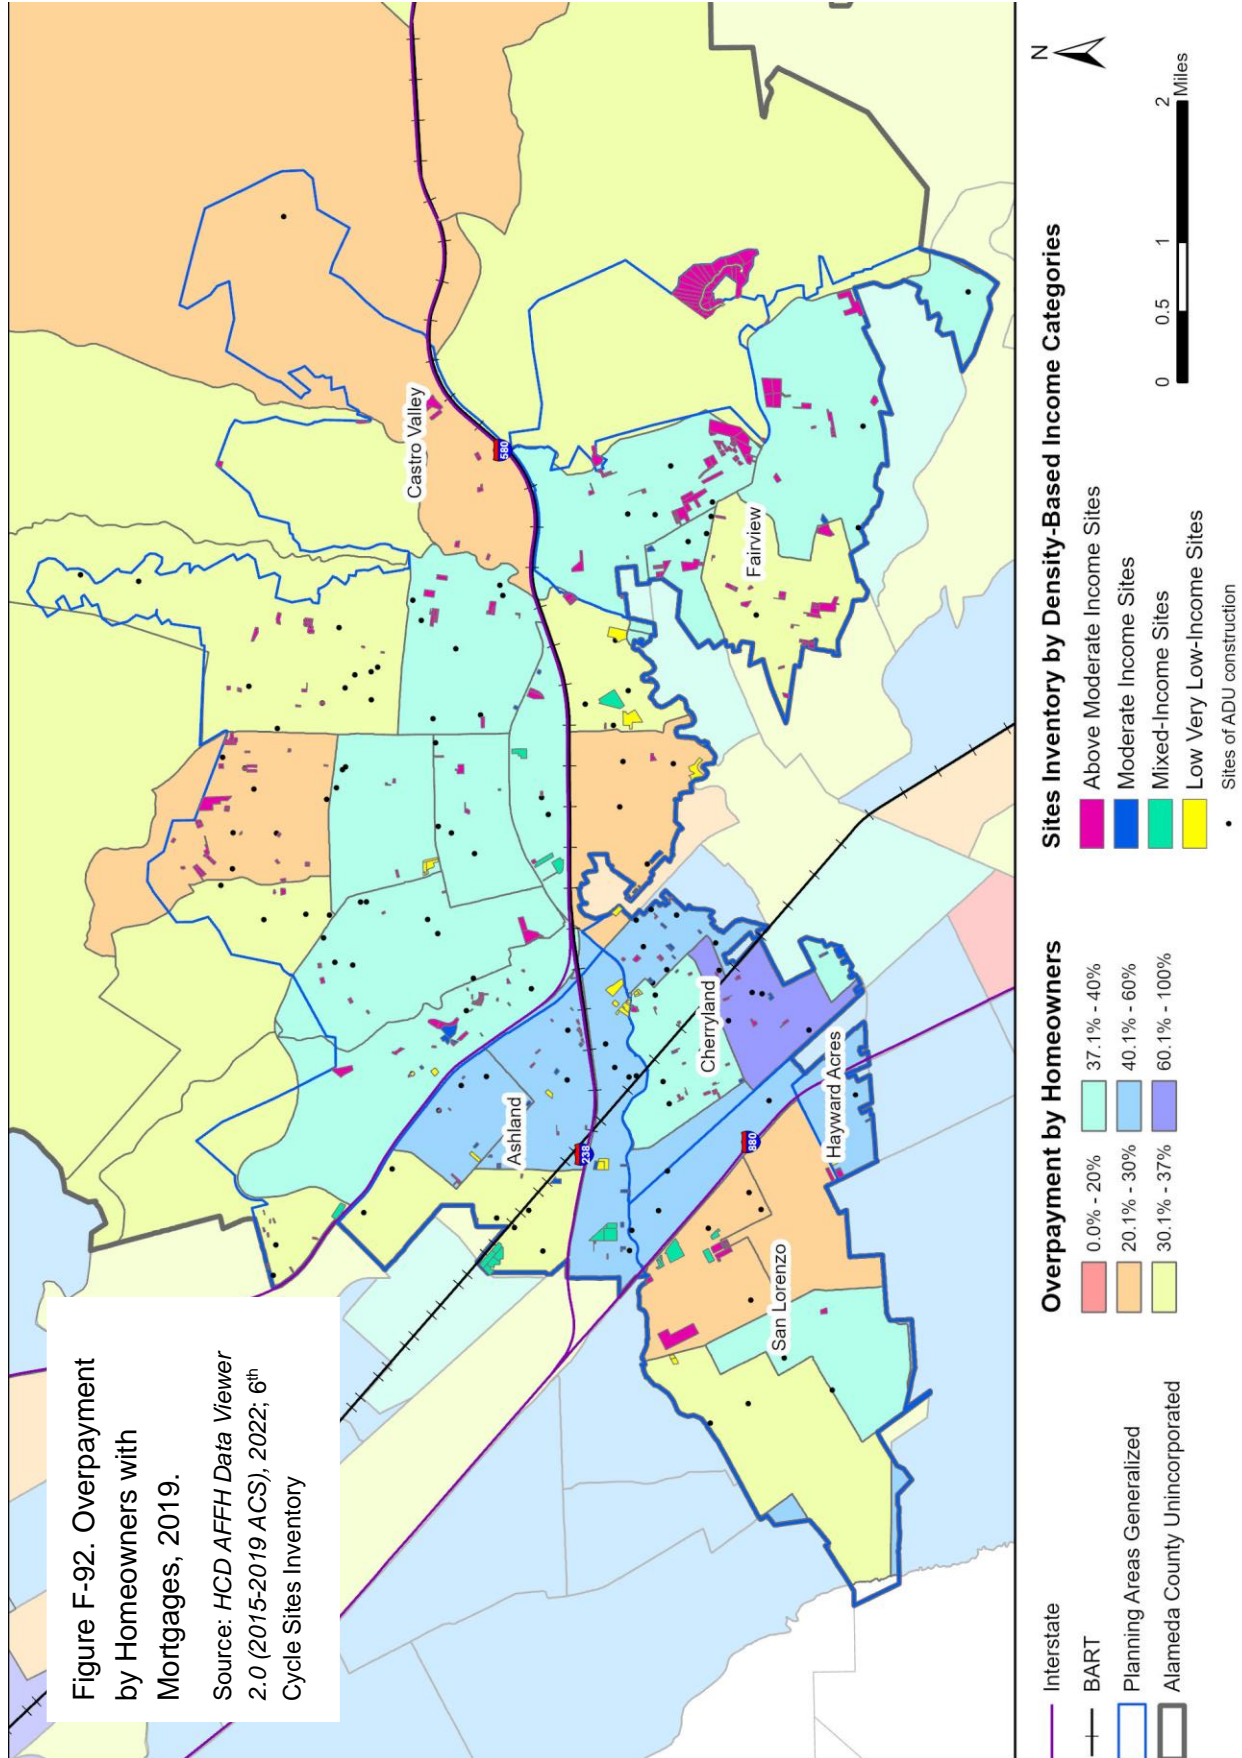 Figure F-92. Overpayment
by Homeowners with
Mortgages, 2019.
Source: HCD AFFH Data Viewer
2.0 (2015-2019 ACS), 2022; 6th
Cycle Sites Inventory
Castro Valley
580
Fairview
Ashland
238
Cherryland
Hayward Acres
880
San Lorenzo
Interstate
BART
Planning Areas Generalized
Alameda County Unincorporated
Overpayment by Homeowners
0.0% - 20%
20.1% - 30%
30.1% - 37%
37.1% - 40%
40.1% - 60%
60.1% - 100%
Sites Inventory by Density-Based Income Categories
Above Moderate Income Sites
Moderate Income Sites
Mixed-Income Sites
Low Very Low-Income Sites
Sites of ADU construction
N
0 0.5 1 2
Miles